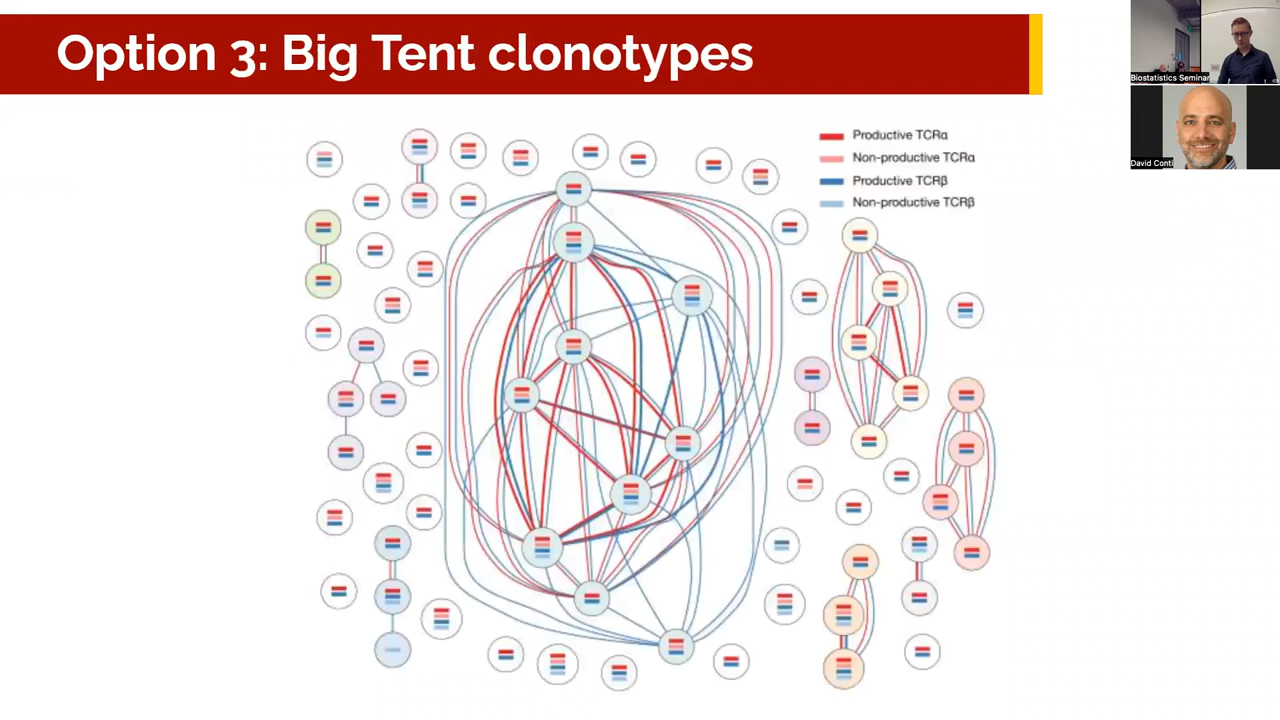 Option 3: Big Tent clonotypes
Productive TCRα
Non-productive TCRα
Productive TCRβ
Non-productive TCRβ
Biostatistics Seminar
David Conti